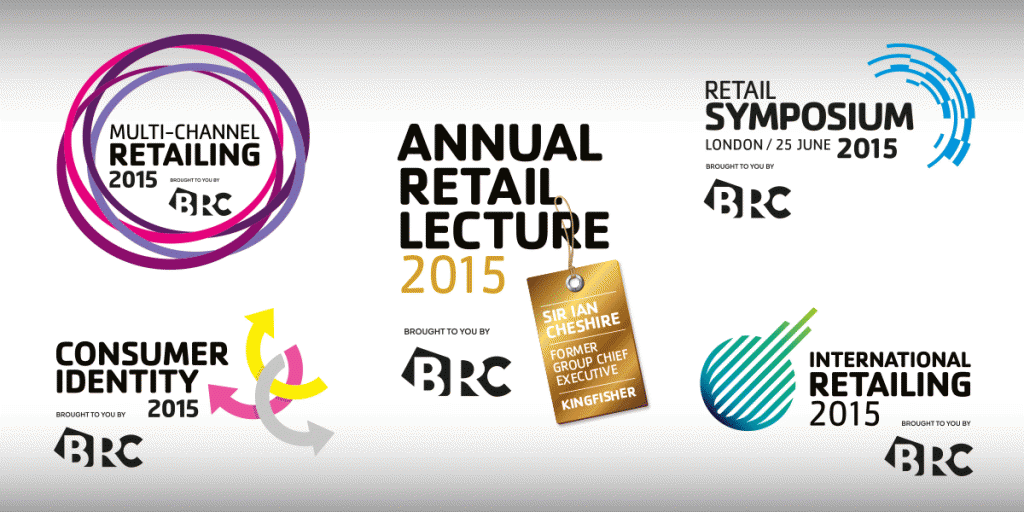 MULTI-CHANNEL
RETAILING
2015
BROUGHT TO YOU BY
BRC
ANNUAL
RETAIL
LECTURE
2015
BROUGHT TO YOU BY
BRC
SIR IAN
CHESHIRE
FORMER
GROUP CHIEF
EXECUTIVE
KINGFISHER
RETAIL
SYMPOSIUM
LONDON / 25 JUNE 2015
BROUGHT TO YOU BY
BRC
CONSUMER
IDENTITY
2015
BROUGHT TO YOU BY
BRC
INTERNATIONAL
RETAILING
2015
BROUGHT TO YOU BY
BRC